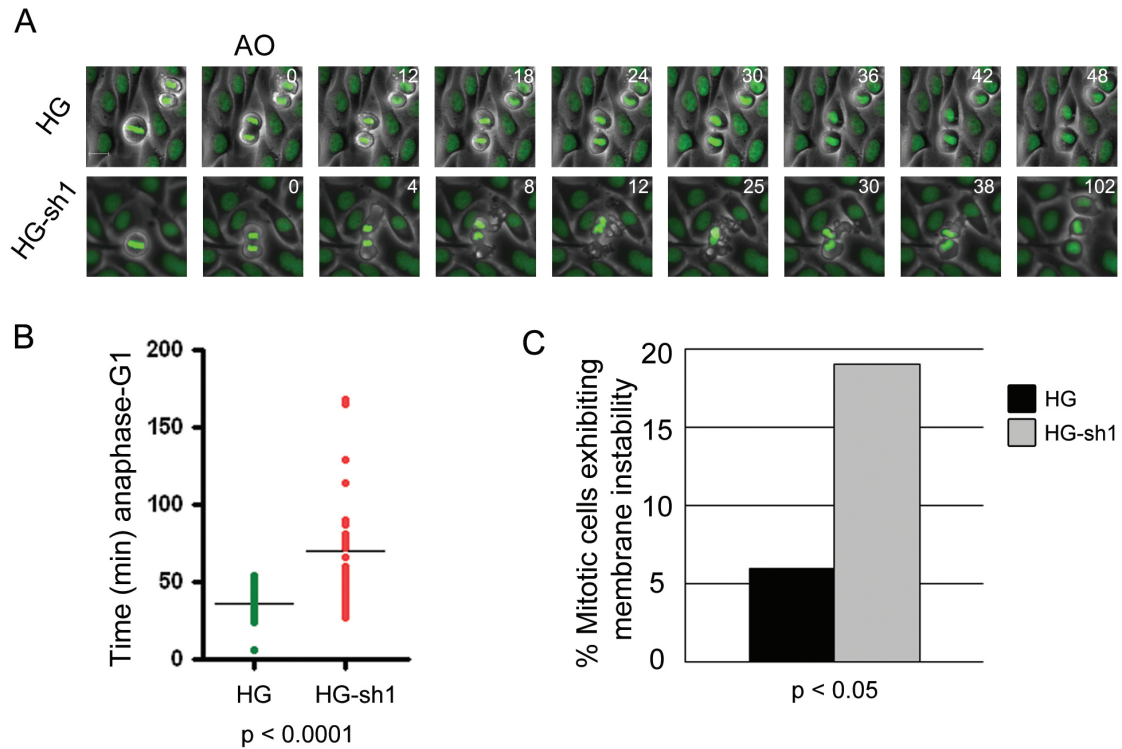 A
AO
HG
0 12 18 24 30 36 42 48
HG-sh1
0 4 8 12 25 30 38 102
B
Time (min) anaphase-G1
200
150
100
50
0
HG HG-sh1
p < 0.0001
C
% Mitotic cells exhibiting
membrane instability
20
15
10
5
0
p < 0.05
HG
HG-sh1